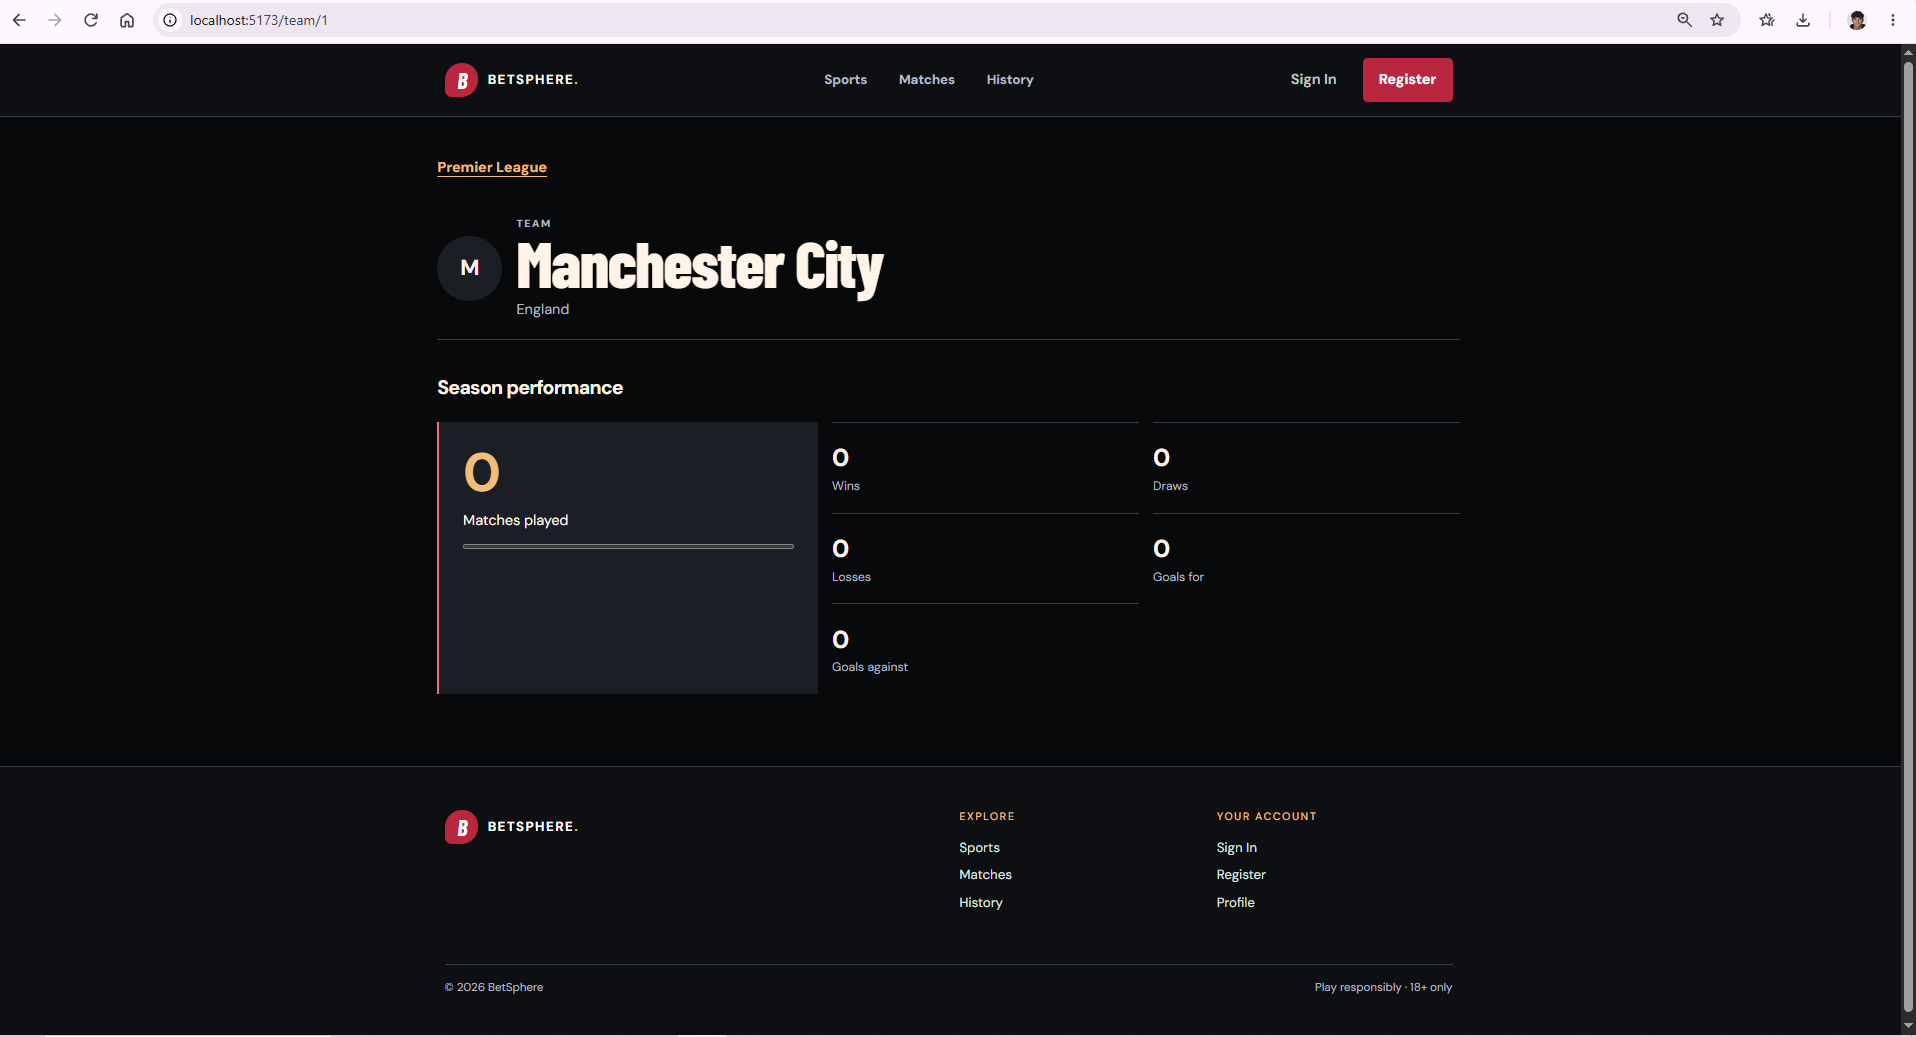 localhost:5173/team/1
B BETSPHERE.
Sports Matches History
Sign In Register
Premier League
TEAM
M
Manchester City
England
Season performance
0
Matches played
0
Wins
0
Draws
0
Losses
0
Goals for
0
Goals against
B BETSPHERE.
EXPLORE
Sports
Matches
History
YOUR ACCOUNT
Sign In
Register
Profile
© 2026 BetSphere
Play responsibly · 18+ only